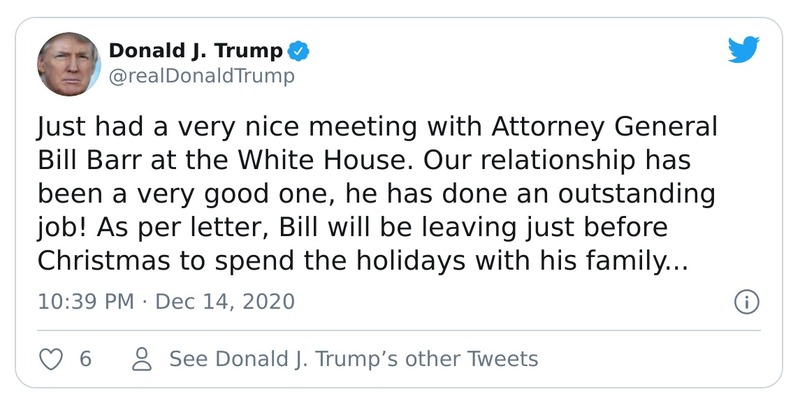 Donald J. Trump
@realDonaldTrump
Just had a very nice meeting with Attorney General
Bill Barr at the White House. Our relationship has
been a very good one, he has done an outstanding
job! As per letter, Bill will be leaving just before
Christmas to spend the holidays with his family...
10:39 PM · Dec 14, 2020
6
See Donald J. Trump’s other Tweets